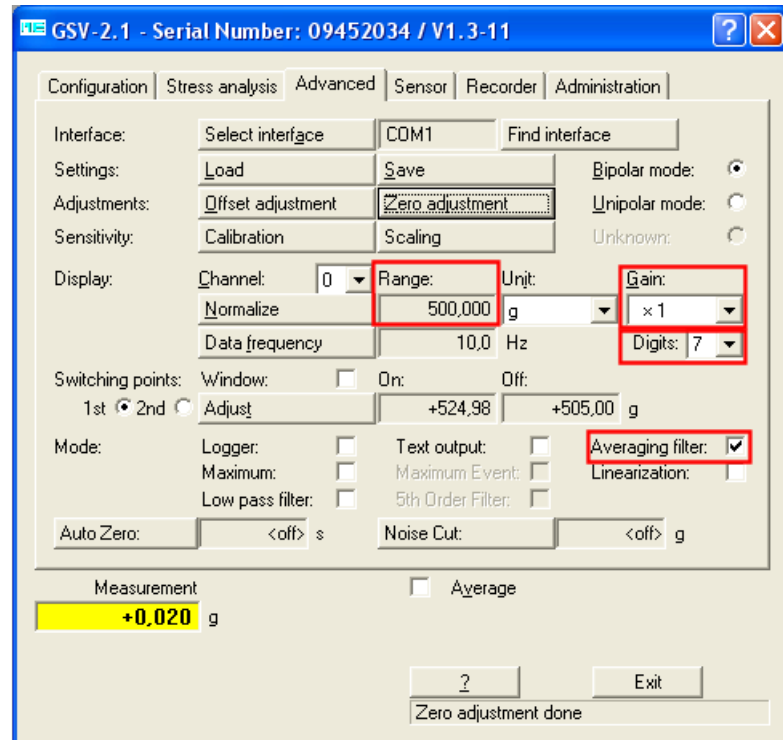 GSV-2.1 - Serial Number: 09452034 / V1.3-11
Configuration Stress analysis Advanced Sensor Recorder Administration
Interface: Select interface COM1 Find interface
Settings: Load Save Bipolar mode:
Adjustments: Offset adjustment Zero adjustment Unipolar mode:
Sensitivity: Calibration Scaling Unknown:
Display: Channel: 0 Range: Unit: Gain:
Normalize 500,000 g ×1
Data frequency 10,0 Hz Digits: 7
Switching points: Window: On: Off:
1st 2nd Adjust +524,98 +505,00 g
Mode: Logger: Text output: Averaging filter:
Maximum: Maximum Event: Linearization:
Low pass filter: 5th Order Filter:
Auto Zero: <off> s Noise Cut: <off> g
Measurement Average
+0,020 g
? Exit
Zero adjustment done